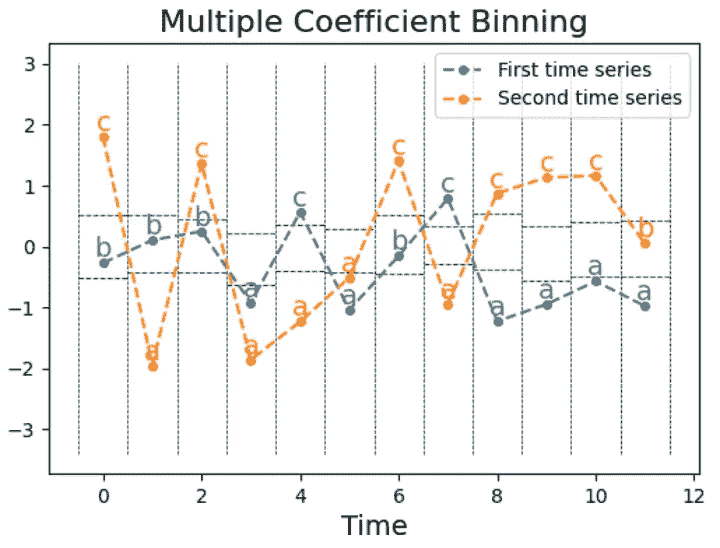 Multiple Coefficient Binning
First time series
Second time series
3
2
1
0
−1
−2
−3
c a c a a a c a c c c b
b b b a c a b c a a a a
0 2 4 6 8 10 12
Time